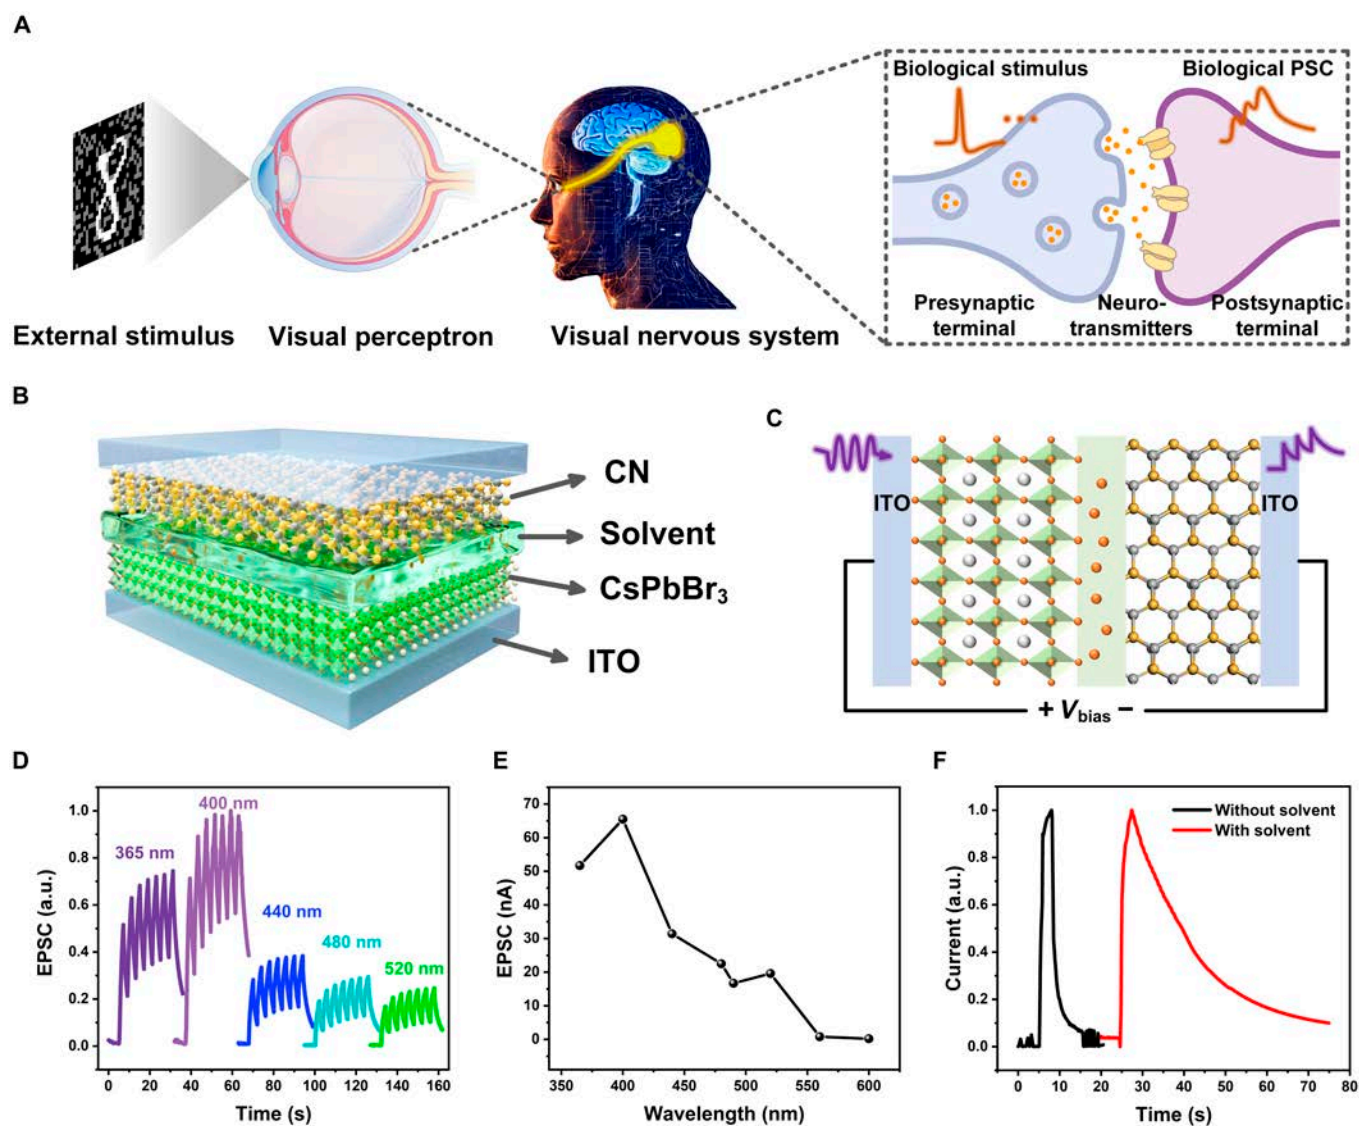 A
Biological stimulus
Biological PSC
Presynaptic
terminal
Neuro-
transmitters
Postsynaptic
terminal
External stimulus
Visual perceptron
Visual nervous system
B
CN
Solvent
CsPbBr₃
ITO
C
ITO
ITO
+ Vbias −
D
EPSC (a.u.)
1.0
0.8
0.6
0.4
0.2
0.0
365 nm
400 nm
440 nm
480 nm
520 nm
0 20 40 60 80 100 120 140 160
Time (s)
E
EPSC (nA)
70
60
50
40
30
20
10
0
350 400 450 500 550 600
Wavelength (nm)
F
Current (a.u.)
1.0
0.8
0.6
0.4
0.2
0.0
Without solvent
With solvent
0 10 20 30 40 50 60 70 80
Time (s)